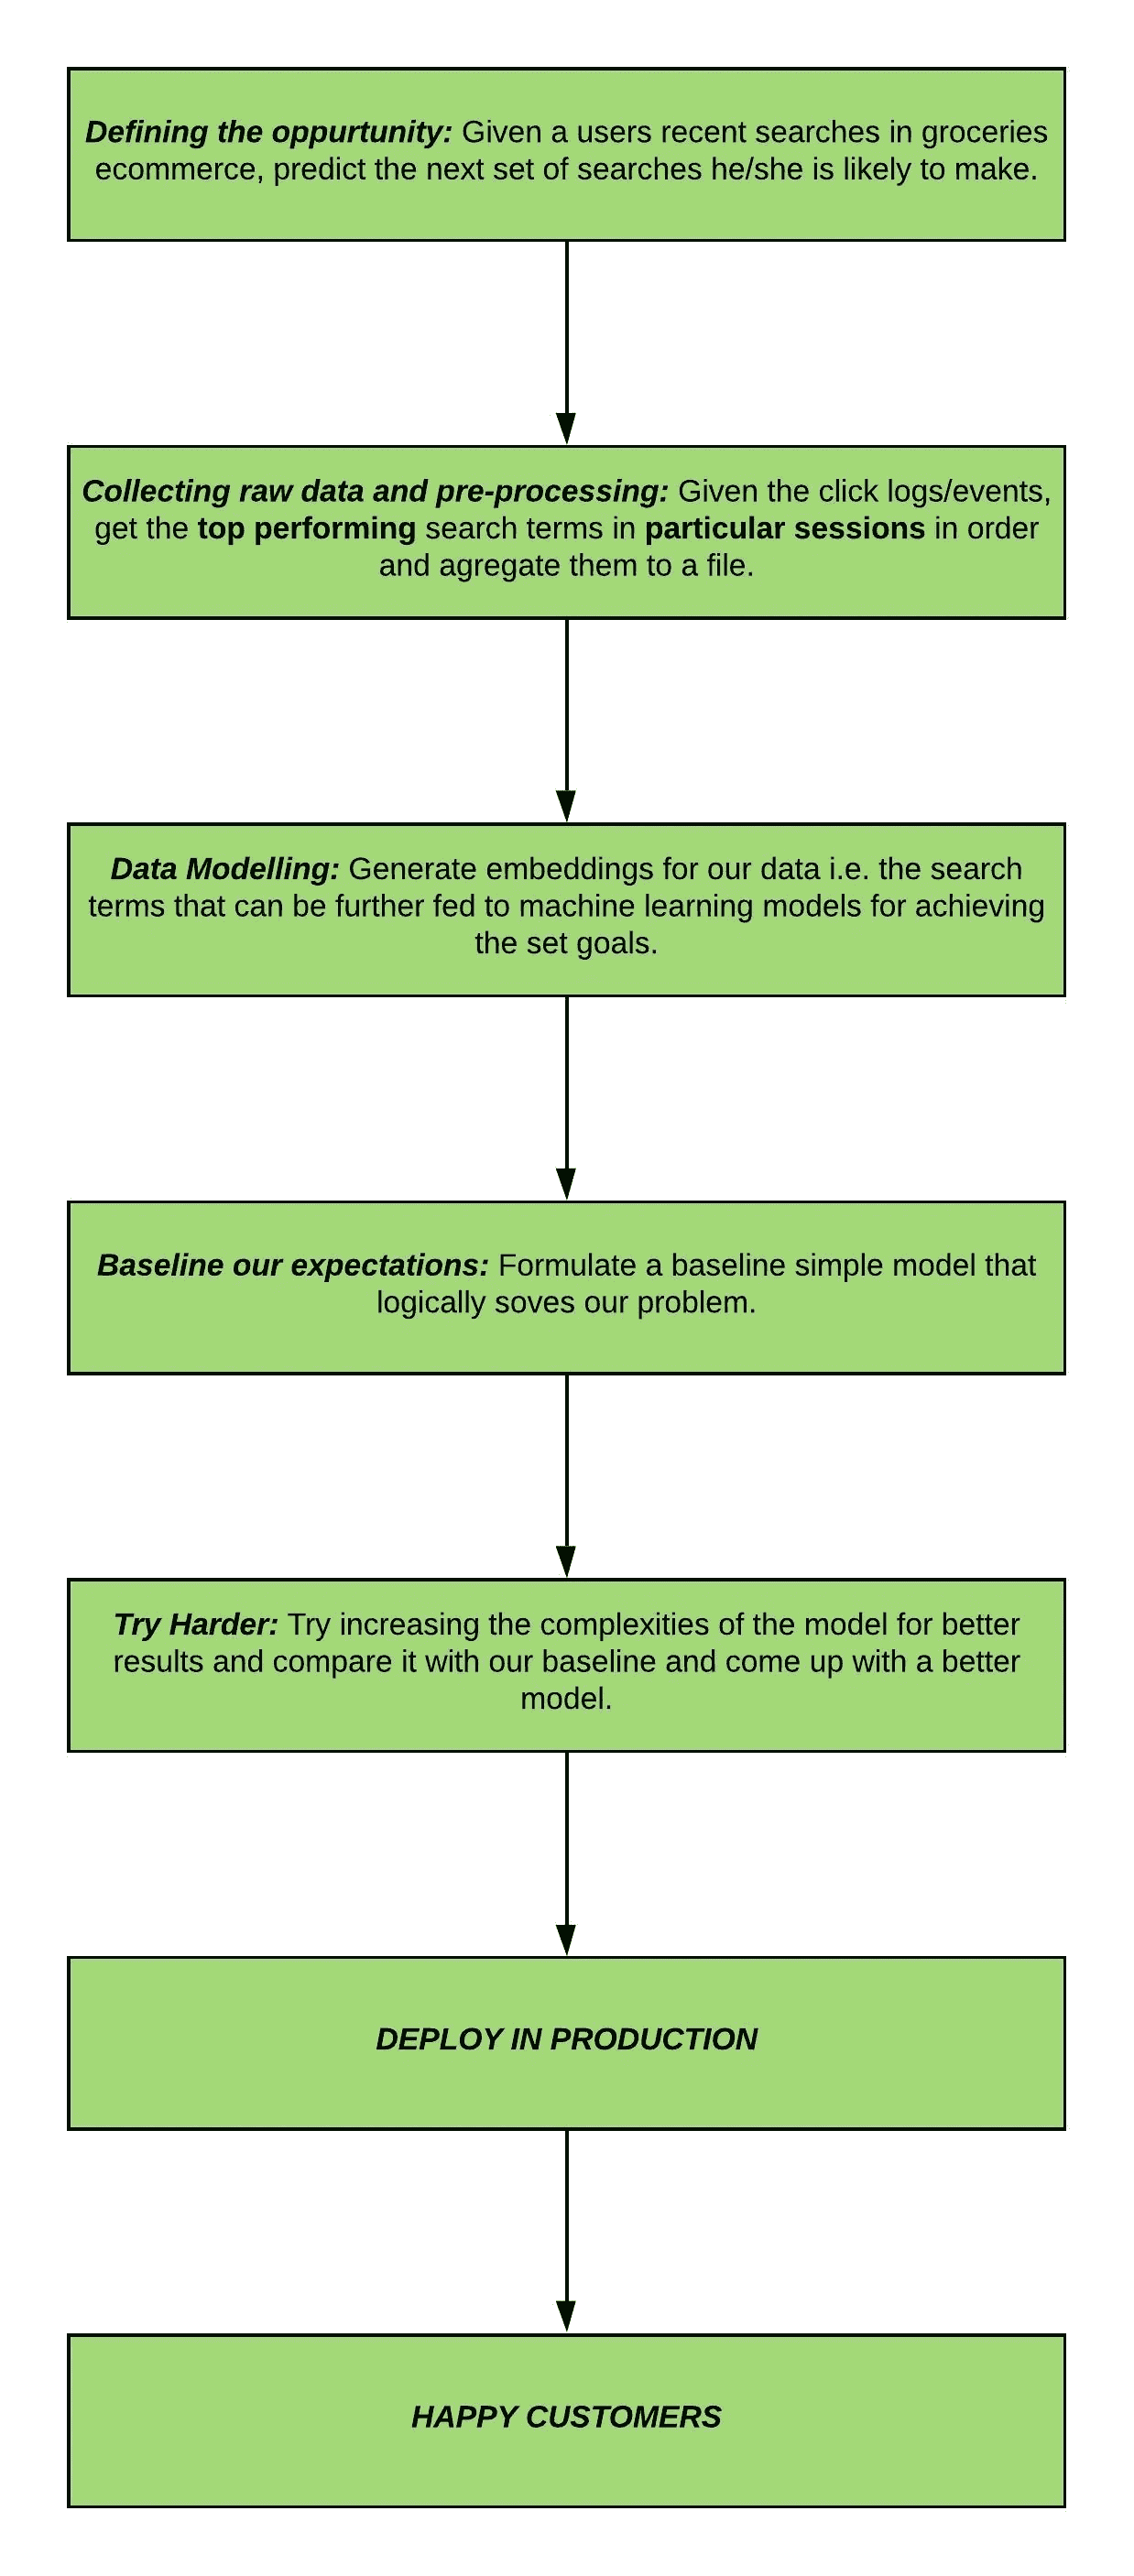 Defining the oppurtunity: Given a users recent searches in groceries
ecommerce, predict the next set of searches he/she is likely to make.
Collecting raw data and pre-processing: Given the click logs/events,
get the top performing search terms in particular sessions in order
and agregate them to a file.
Data Modelling: Generate embeddings for our data i.e. the search
terms that can be further fed to machine learning models for achieving
the set goals.
Baseline our expectations: Formulate a baseline simple model that
logically soves our problem.
Try Harder: Try increasing the complexities of the model for better
results and compare it with our baseline and come up with a better
model.
DEPLOY IN PRODUCTION
HAPPY CUSTOMERS